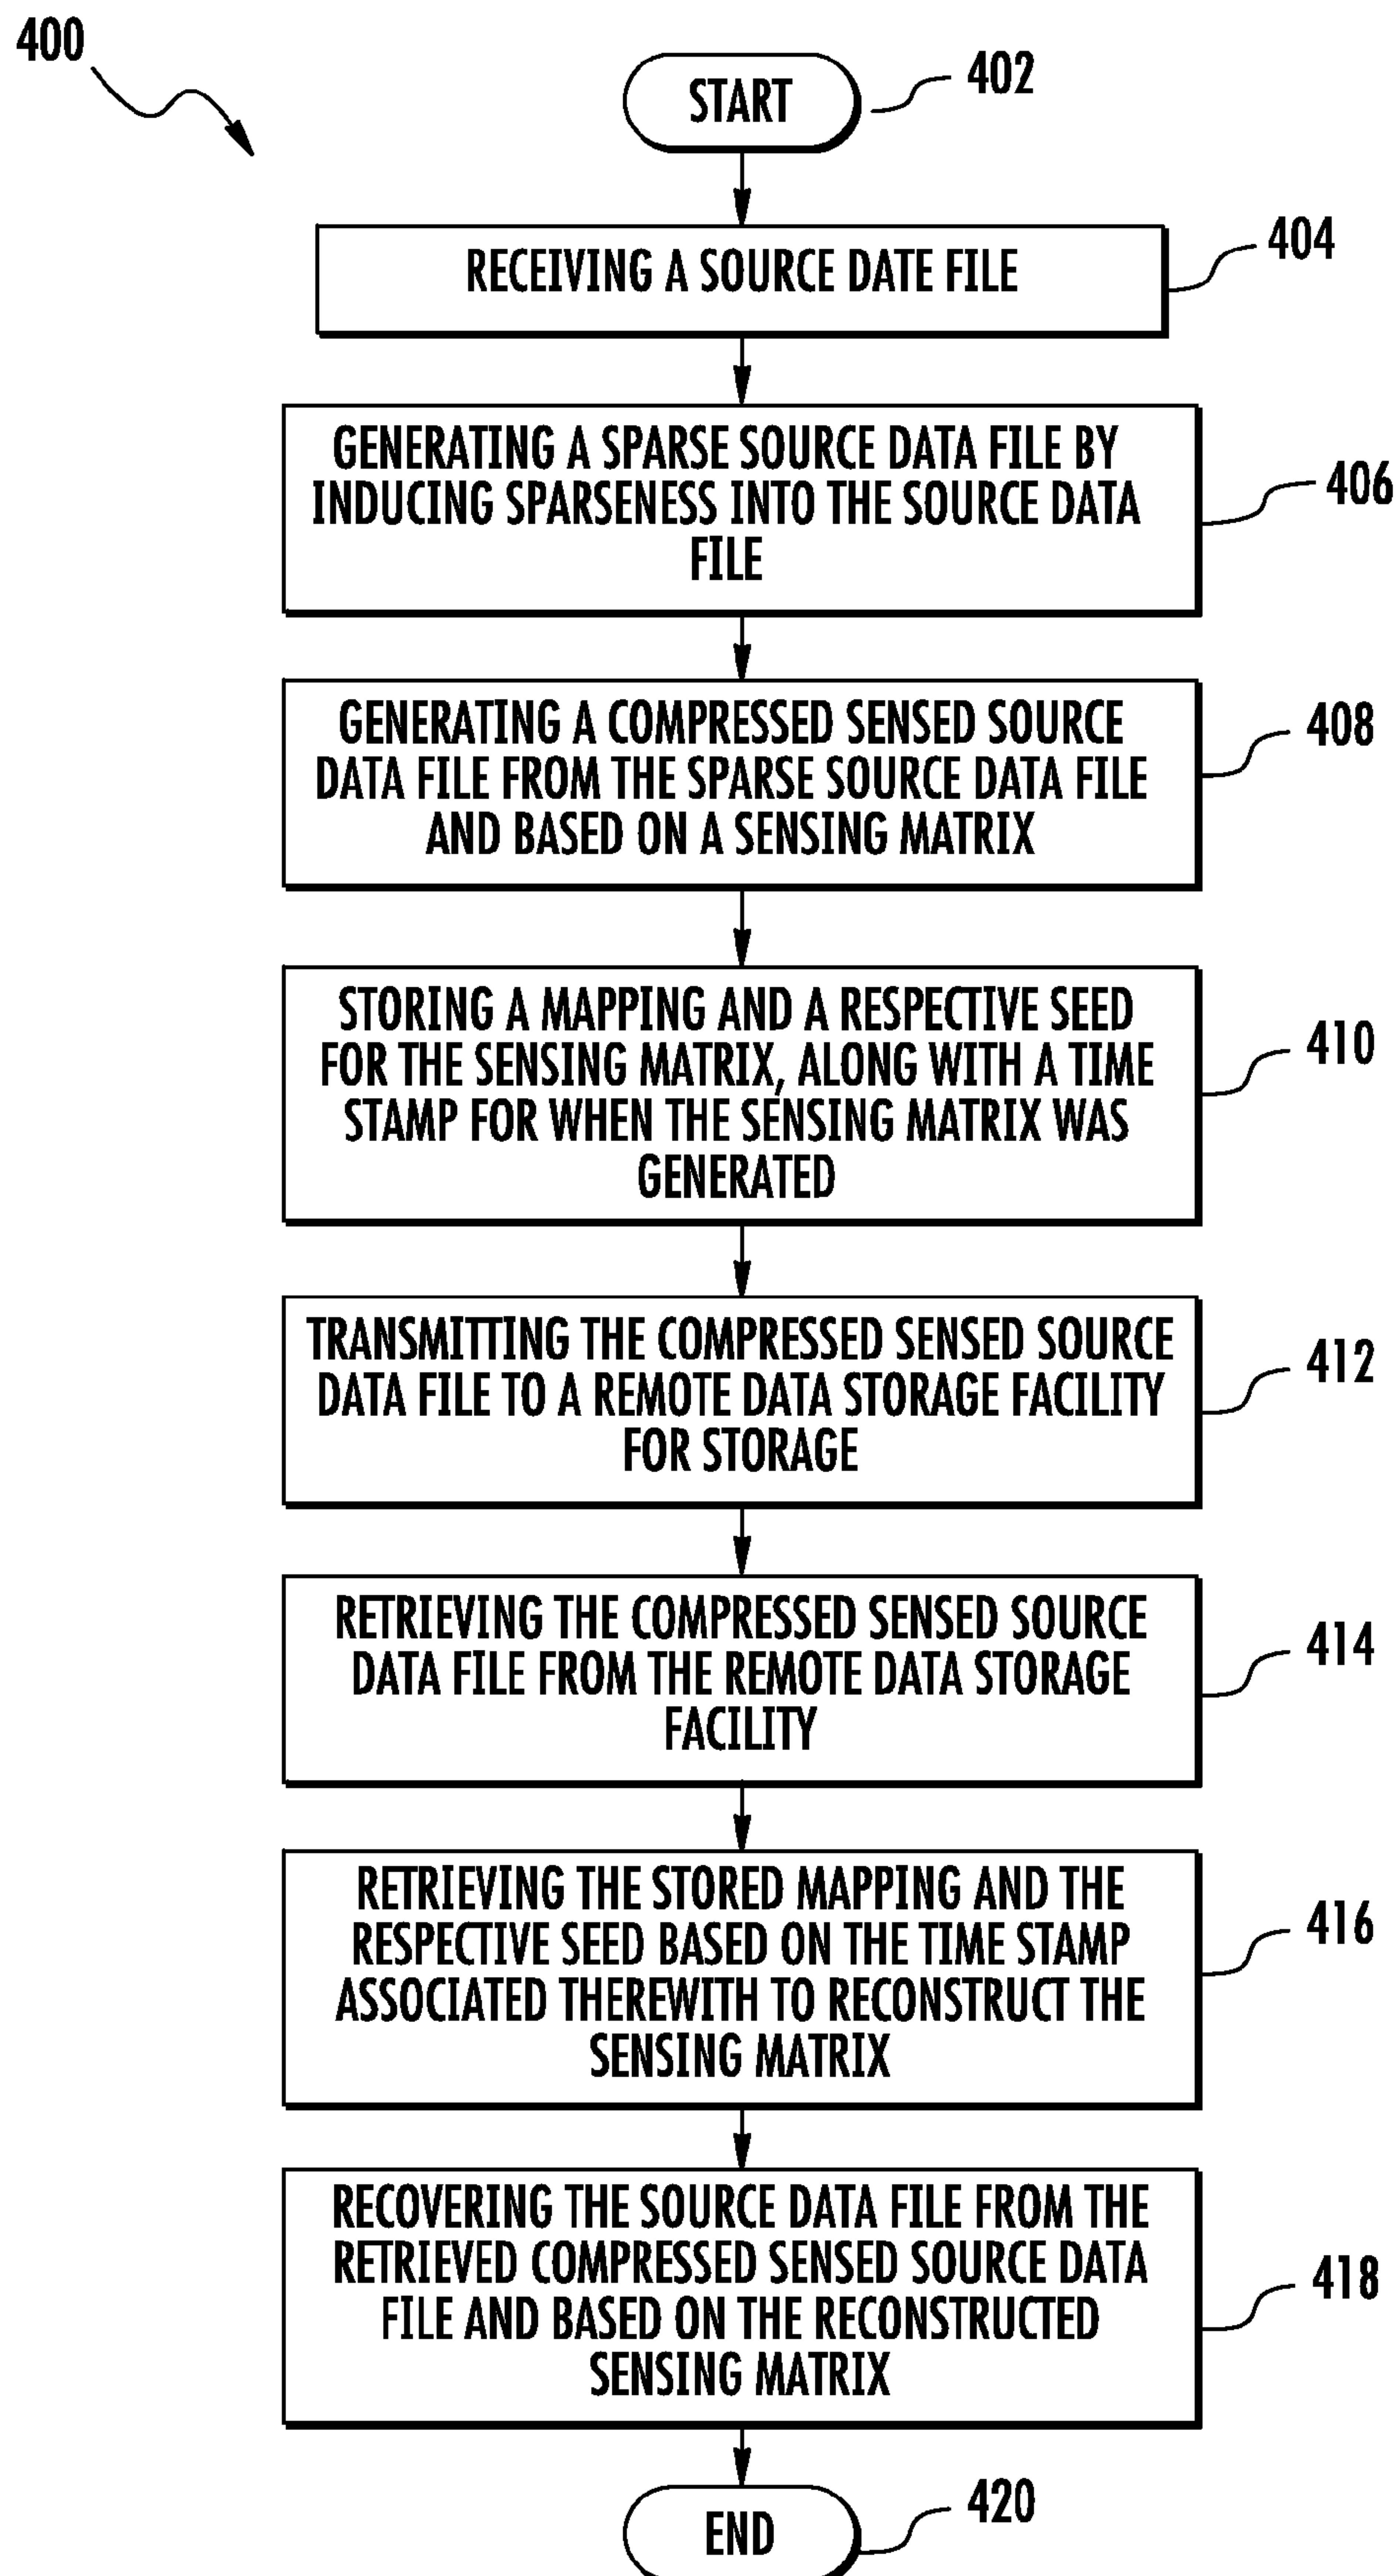 400
START
402
RECEIVING A SOURCE DATE FILE
404
GENERATING A SPARSE SOURCE DATA FILE BY
INDUCING SPARSENESS INTO THE SOURCE DATA
FILE
406
GENERATING A COMPRESSED SENSED SOURCE
DATA FILE FROM THE SPARSE SOURCE DATA FILE
AND BASED ON A SENSING MATRIX
408
STORING A MAPPING AND A RESPECTIVE SEED
FOR THE SENSING MATRIX, ALONG WITH A TIME
STAMP FOR WHEN THE SENSING MATRIX WAS
GENERATED
410
TRANSMITTING THE COMPRESSED SENSED SOURCE
DATA FILE TO A REMOTE DATA STORAGE FACILITY
FOR STORAGE
412
RETRIEVING THE COMPRESSED SENSED SOURCE
DATA FILE FROM THE REMOTE DATA STORAGE
FACILITY
414
RETRIEVING THE STORED MAPPING AND THE
RESPECTIVE SEED BASED ON THE TIME STAMP
ASSOCIATED THEREWITH TO RECONSTRUCT THE
SENSING MATRIX
416
RECOVERING THE SOURCE DATA FILE FROM THE
RETRIEVED COMPRESSED SENSED SOURCE DATA
FILE AND BASED ON THE RECONSTRUCTED
SENSING MATRIX
418
END
420